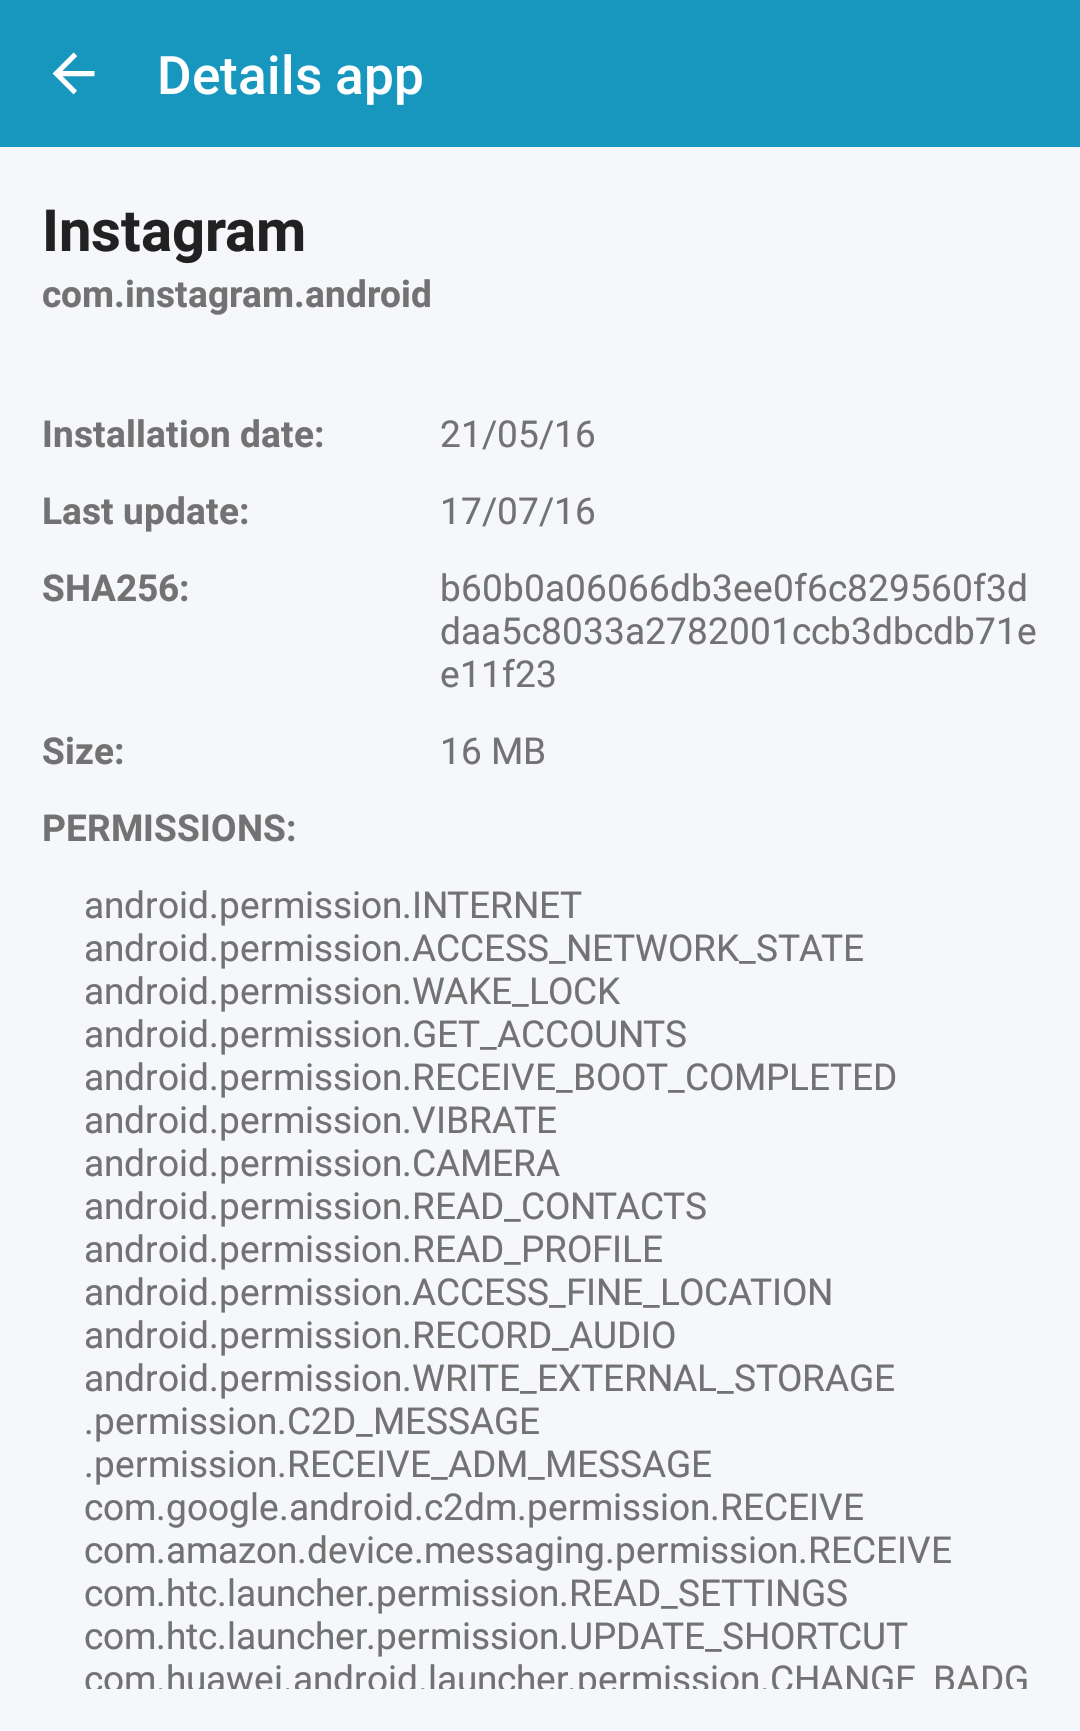 Details app
Instagram
com.instagram.android
Installation date: 21/05/16
Last update: 17/07/16
SHA256: b60b0a06066db3ee0f6c829560f3d
daa5c8033a2782001ccb3dbcdb71e
e11f23
Size: 16 MB
PERMISSIONS:
android.permission.INTERNET
android.permission.ACCESS_NETWORK_STATE
android.permission.WAKE_LOCK
android.permission.GET_ACCOUNTS
android.permission.RECEIVE_BOOT_COMPLETED
android.permission.VIBRATE
android.permission.CAMERA
android.permission.READ_CONTACTS
android.permission.READ_PROFILE
android.permission.ACCESS_FINE_LOCATION
android.permission.RECORD_AUDIO
android.permission.WRITE_EXTERNAL_STORAGE
.permission.C2D_MESSAGE
.permission.RECEIVE_ADM_MESSAGE
com.google.android.c2dm.permission.RECEIVE
com.amazon.device.messaging.permission.RECEIVE
com.htc.launcher.permission.READ_SETTINGS
com.htc.launcher.permission.UPDATE_SHORTCUT
com.huawei.android.launcher.permission.CHANGE_BADG